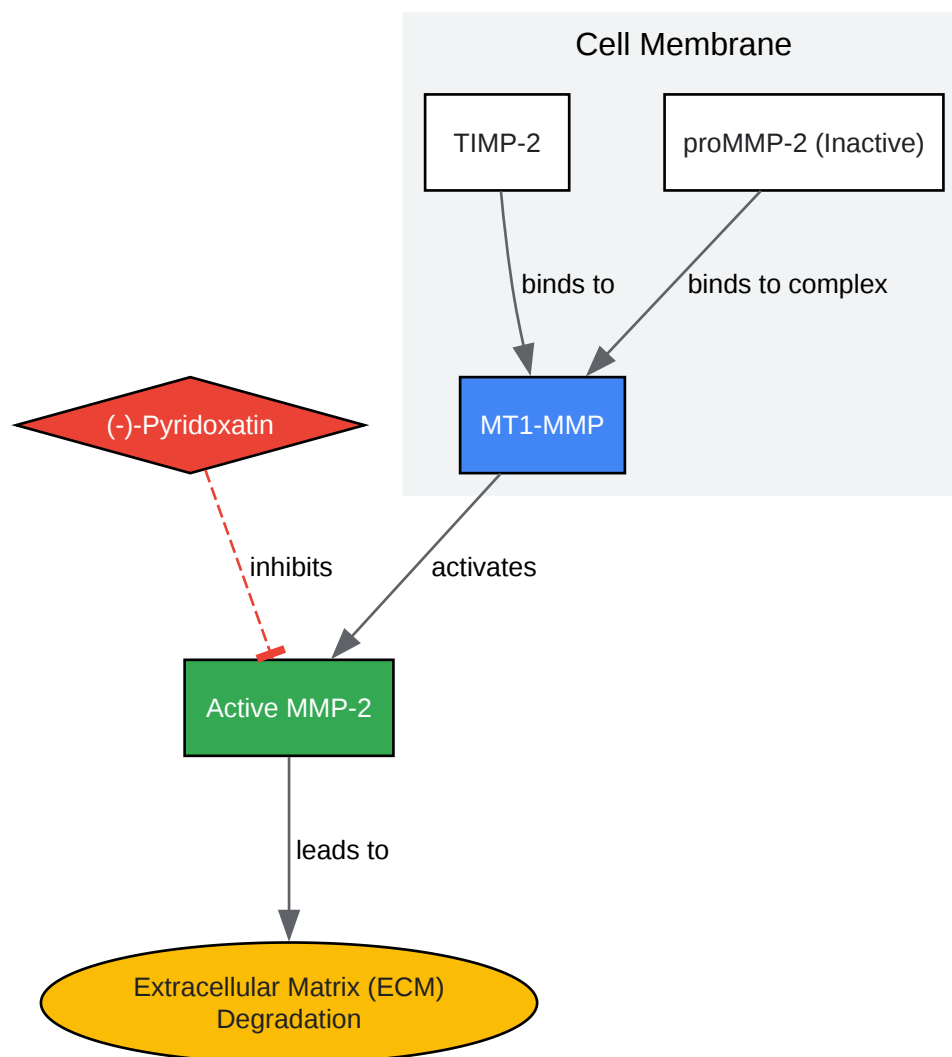 Cell Membrane
TIMP-2
proMMP-2 (Inactive)
binds to
binds to complex
(-)-Pyridoxatin
MT1-MMP
inhibits
activates
Active MMP-2
leads to
Extracellular Matrix (ECM)
Degradation